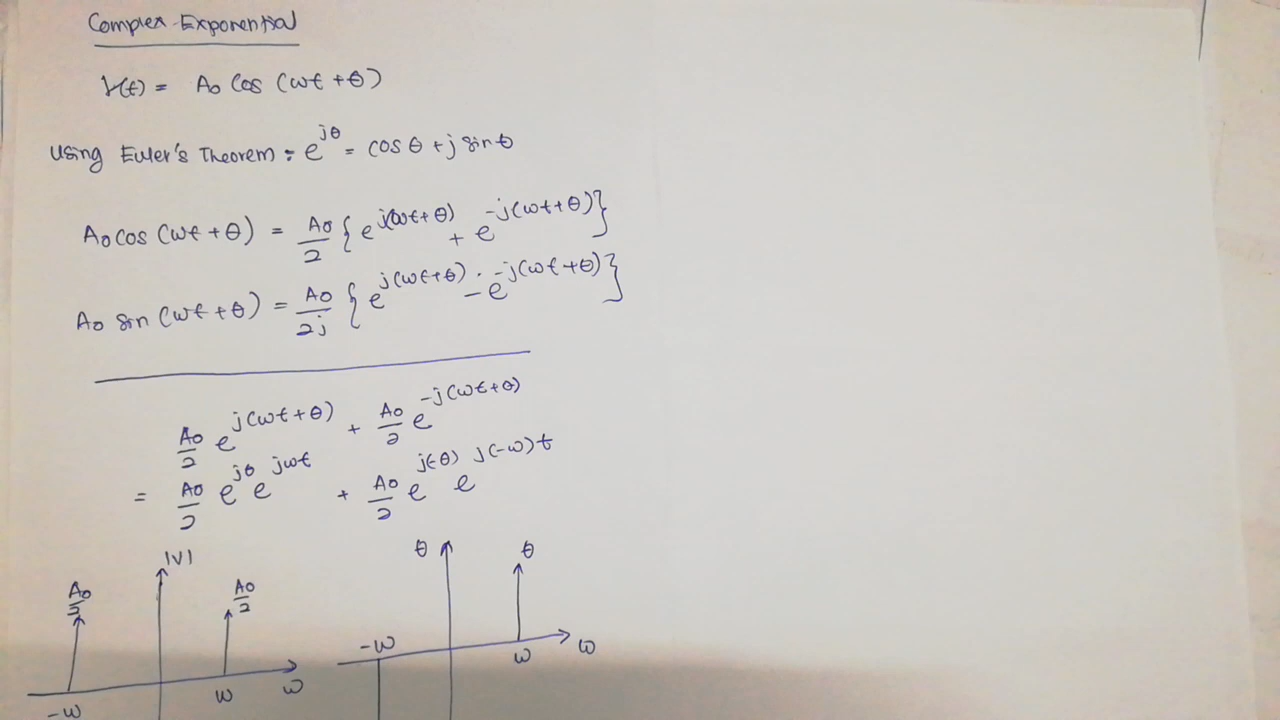 Complex Exponential
V(t) = A0 cos (ωt + θ)
Using Euler's Theorem : e^jθ = cos θ + j sin θ
A0 cos (ωt + θ) = A0/2 { e^j(ωt + θ) + e^-j(ωt + θ) }
A0 sin (ωt + θ) = A0/2j { e^j(ωt + θ) - e^-j(ωt + θ) }
A0/2 e^j(ωt + θ) + A0/2 e^-j(ωt + θ)
= A0/2 e^jθ e^jωt + A0/2 e^j(-θ) e^j(-ω)t
|V|
A0/2
A0/2
-ω
ω
ω
θ
θ
-ω
ω
ω